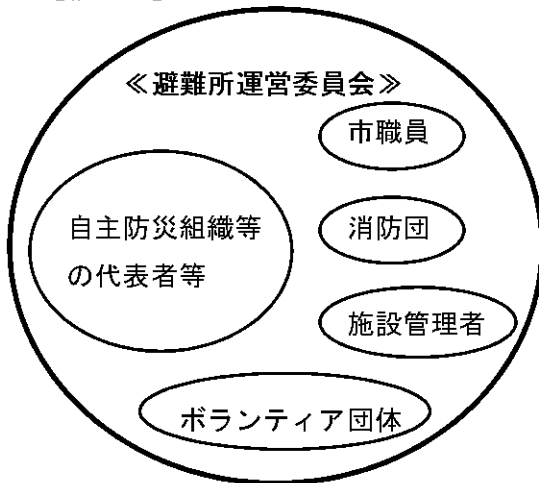 ≪避難所運営委員会≫
市職員
自主防災組織等
の代表者等
消防団
施設管理者
ボランティア団体